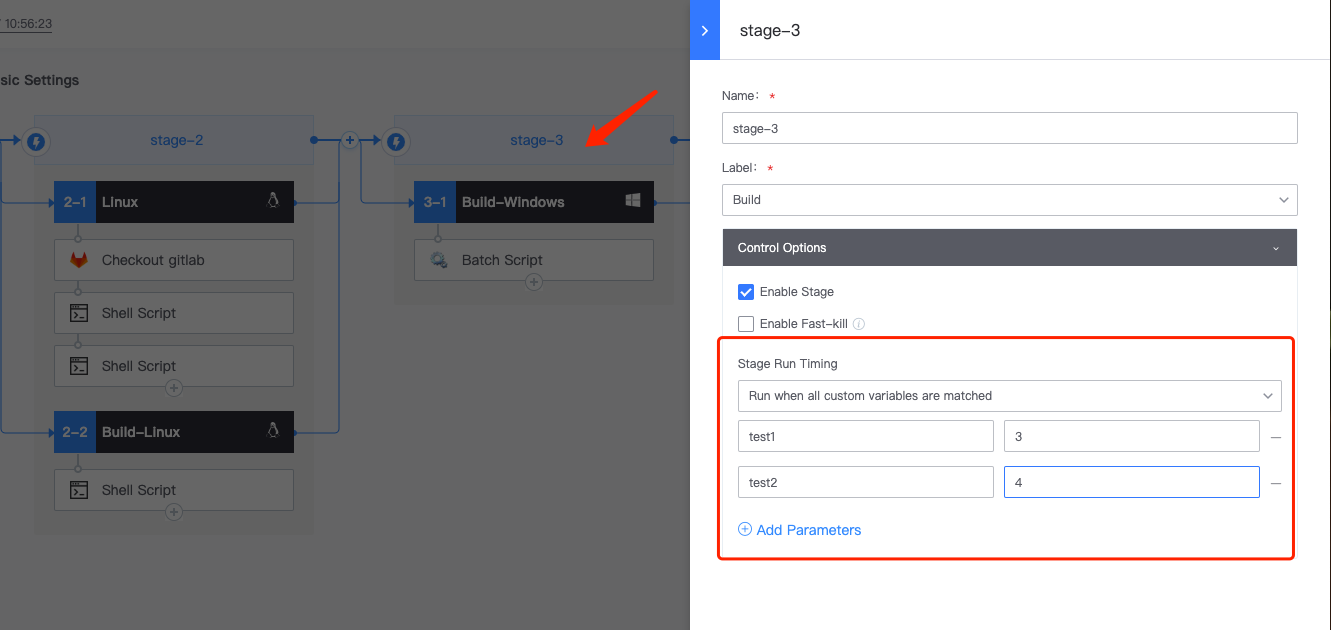 10:56:23
sic Settings
stage-2
2-1 Linux
Checkout gitlab
Shell Script
Shell Script
2-2 Build-Linux
Shell Script
stage-3
3-1 Build-Windows
Batch Script
stage-3
Name: *
stage-3
Label: *
Build
Control Options
Enable Stage
Enable Fast-kill
Stage Run Timing
Run when all custom variables are matched
test1 3
test2 4
Add Parameters